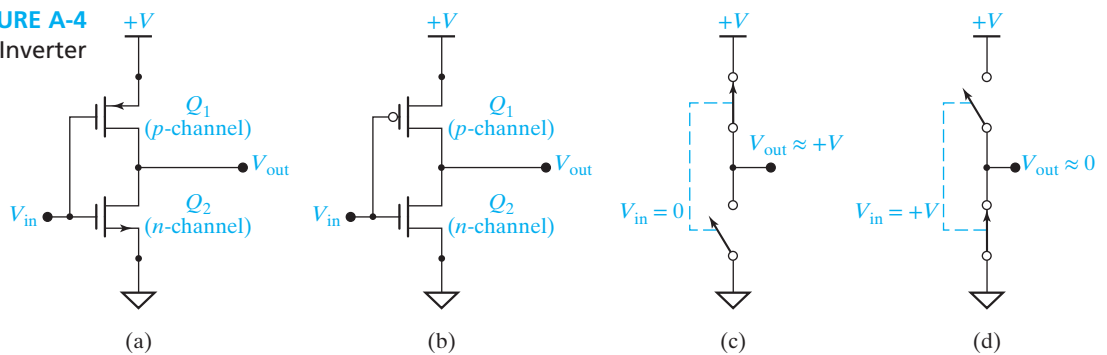 URE A-4
Inverter
+V
Q1
(p-channel)
Vout
Vin
Q2
(n-channel)
(a)
+V
Q1
(p-channel)
Vout
Vin
Q2
(n-channel)
(b)
+V
Vout ≈ +V
Vin = 0
(c)
+V
Vout ≈ 0
Vin = +V
(d)